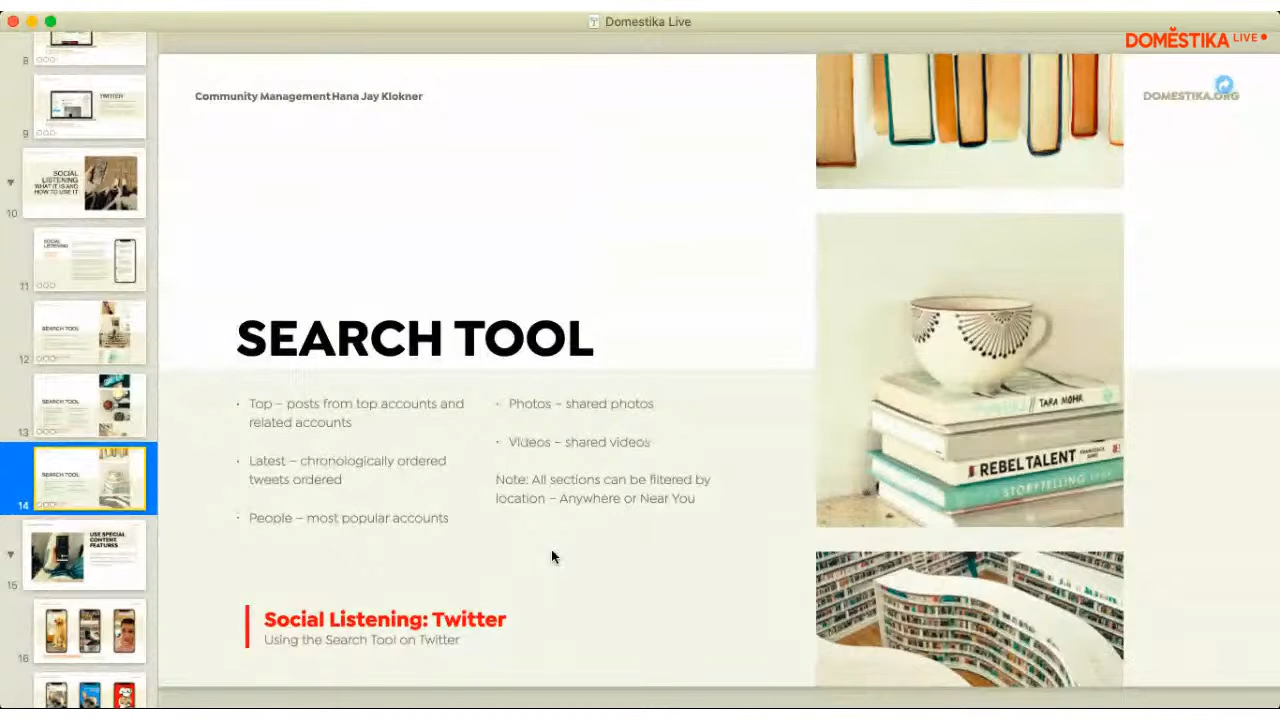 Domestika Live
DOMĚSTIKA LIVE
Community Management Hana Jay Klokner
DOMESTIKA.ORG
8
9
TWITTER
10
SOCIAL
LISTENING
WHAT IT IS AND
HOW TO USE IT
11
SOCIAL
LISTENING
12
SEARCH TOOL
13
SEARCH TOOL
14
SEARCH TOOL
15
USE SPECIAL
CONTENT
FEATURES
16
SEARCH TOOL
· Top – posts from top accounts and
related accounts
· Latest – chronologically ordered
tweets ordered
· People – most popular accounts
· Photos – shared photos
· Videos – shared videos
Note: All sections can be filtered by
location – Anywhere or Near You
Social Listening: Twitter
Using the Search Tool on Twitter
// TARA MOHR
REBEL TALENT
STORYTELLING